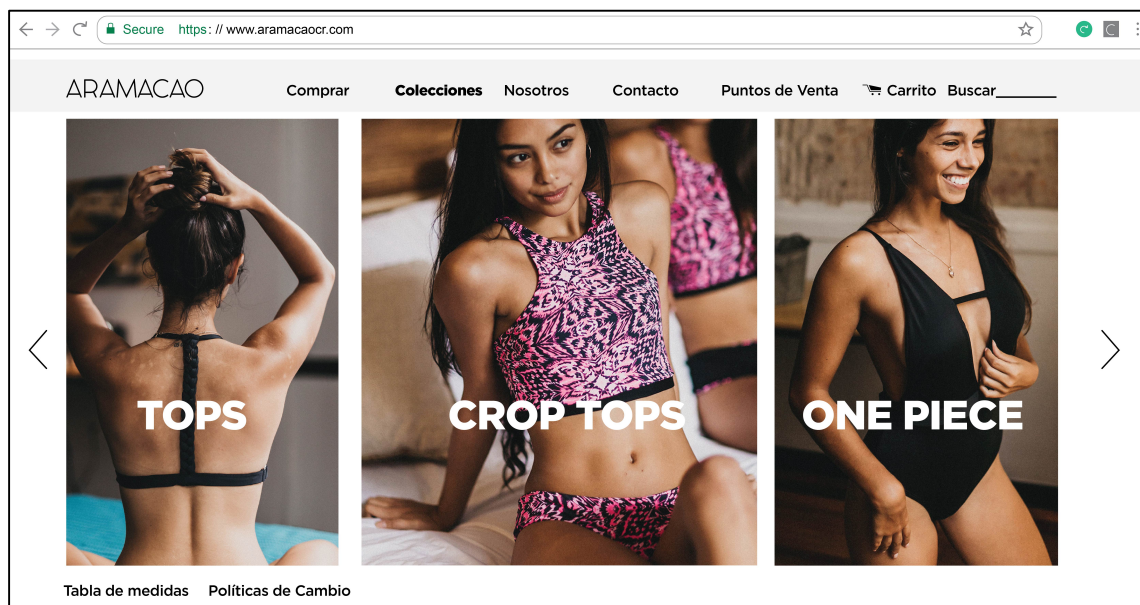 Secure https: // www.aramacaocr.com
ARAMACAO Comprar Colecciones Nosotros Contacto Puntos de Venta Carrito Buscar_______
TOPS CROP TOPS ONE PIECE
Tabla de medidas Políticas de Cambio